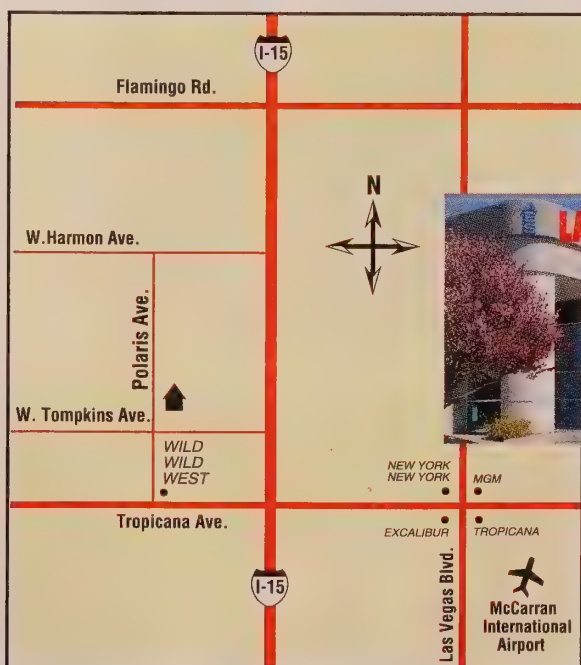 I-15
Flamingo Rd.
N
W.Harmon Ave.
Polaris Ave.
W. Tompkins Ave.
WILD
WILD
WEST
NEW YORK
NEW YORK
MGM
Tropicana Ave.
EXCALIBUR
TROPICANA
Las Vegas Blvd.
I-15
McCarran
International
Airport